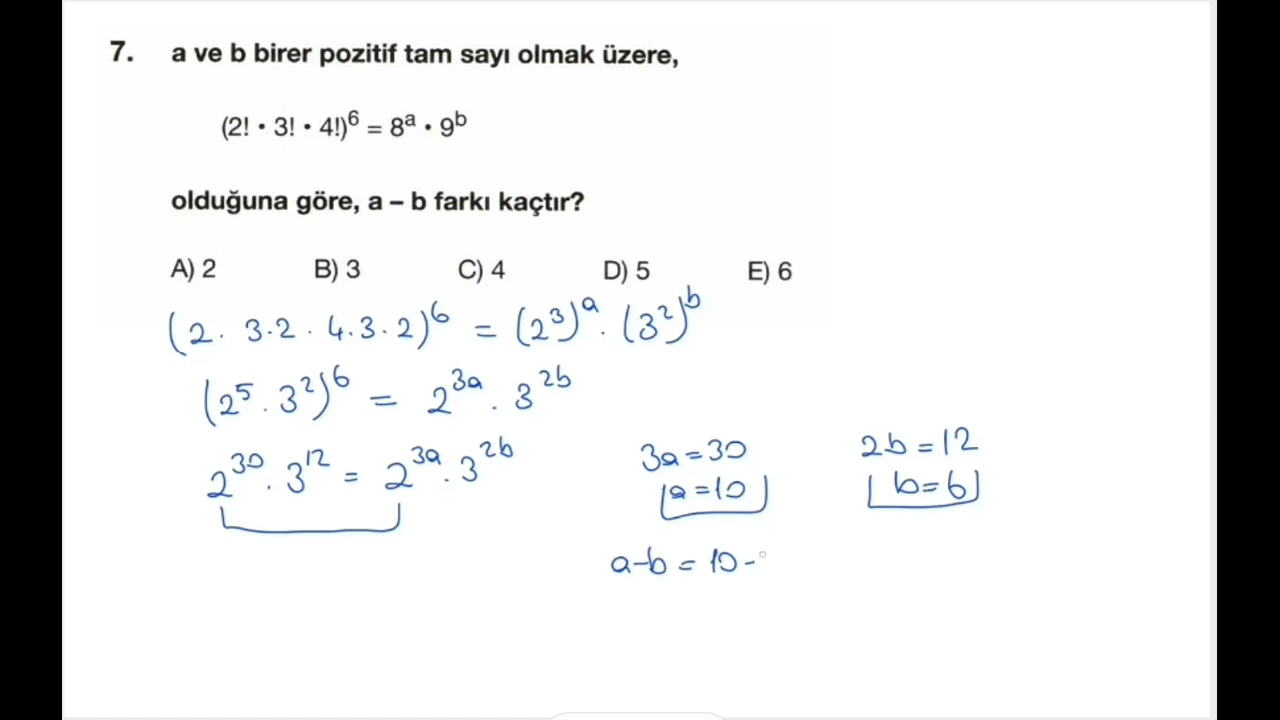 7. a ve b birer pozitif tam sayı olmak üzere,
(2! • 3! • 4!)⁶ = 8ᵃ • 9ᵇ
olduğuna göre, a – b farkı kaçtır?
A) 2 B) 3 C) 4 D) 5 E) 6
(2 . 3.2 . 4.3.2)⁶ = (2³)ᵃ . (3²)ᵇ
(2⁵ . 3²)⁶ = 2³ᵃ . 3²ᵇ
2³⁰ . 3¹² = 2³ᵃ . 3²ᵇ
3a = 30
a = 10
2b = 12
b = 6
a-b = 10 -